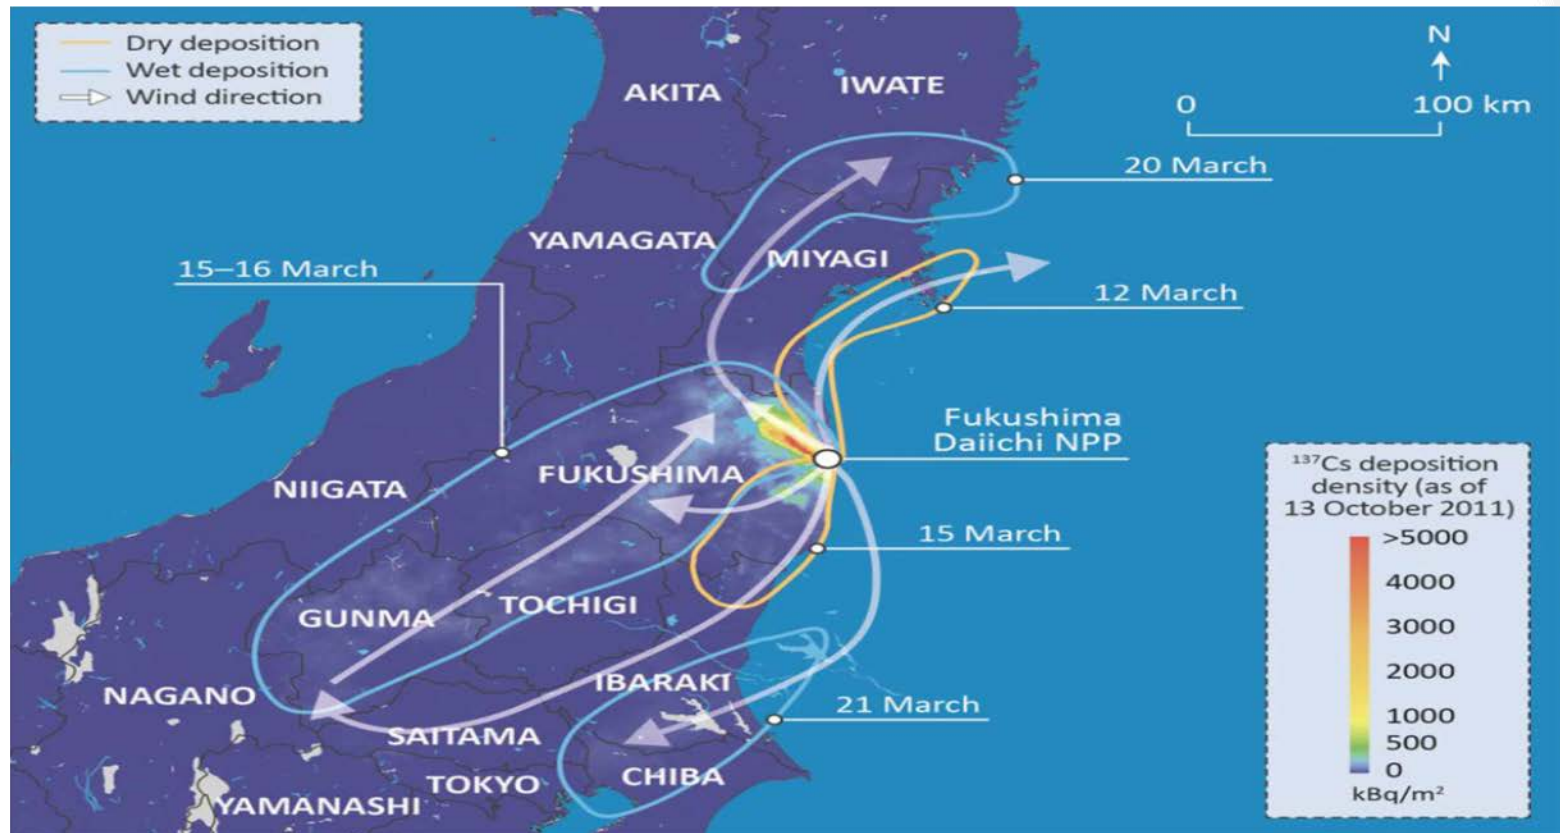 Dry deposition
Wet deposition
Wind direction
N
0 100 km
AKITA
IWATE
20 March
YAMAGATA
MIYAGI
15–16 March
12 March
Fukushima
Daiichi NPP
FUKUSHIMA
NIIGATA
15 March
GUNMA
TOCHIGI
NAGANO
IBARAKI
21 March
SAITAMA
TOKYO
CHIBA
YAMANASHI
¹³⁷Cs deposition
density (as of
13 October 2011)
>5000
4000
3000
2000
1000
500
0
kBq/m²